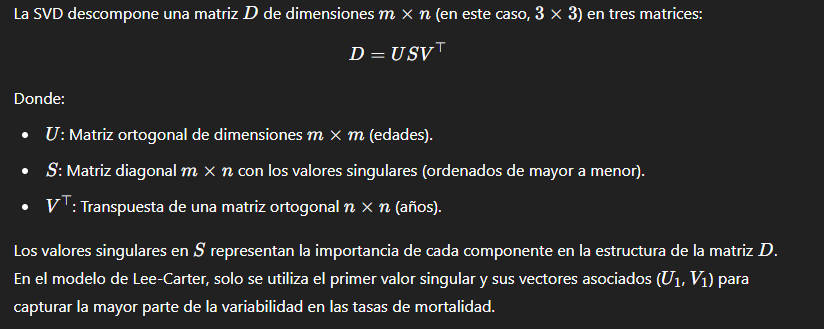 La SVD descompone una matriz D de dimensiones m × n (en este caso, 3 × 3) en tres matrices:
D = USV⊤
Donde:
• U: Matriz ortogonal de dimensiones m × m (edades).
• S: Matriz diagonal m × n con los valores singulares (ordenados de mayor a menor).
• V⊤: Transpuesta de una matriz ortogonal n × n (años).
Los valores singulares en S representan la importancia de cada componente en la estructura de la matriz D.
En el modelo de Lee-Carter, solo se utiliza el primer valor singular y sus vectores asociados (U₁, V₁) para
capturar la mayor parte de la variabilidad en las tasas de mortalidad.